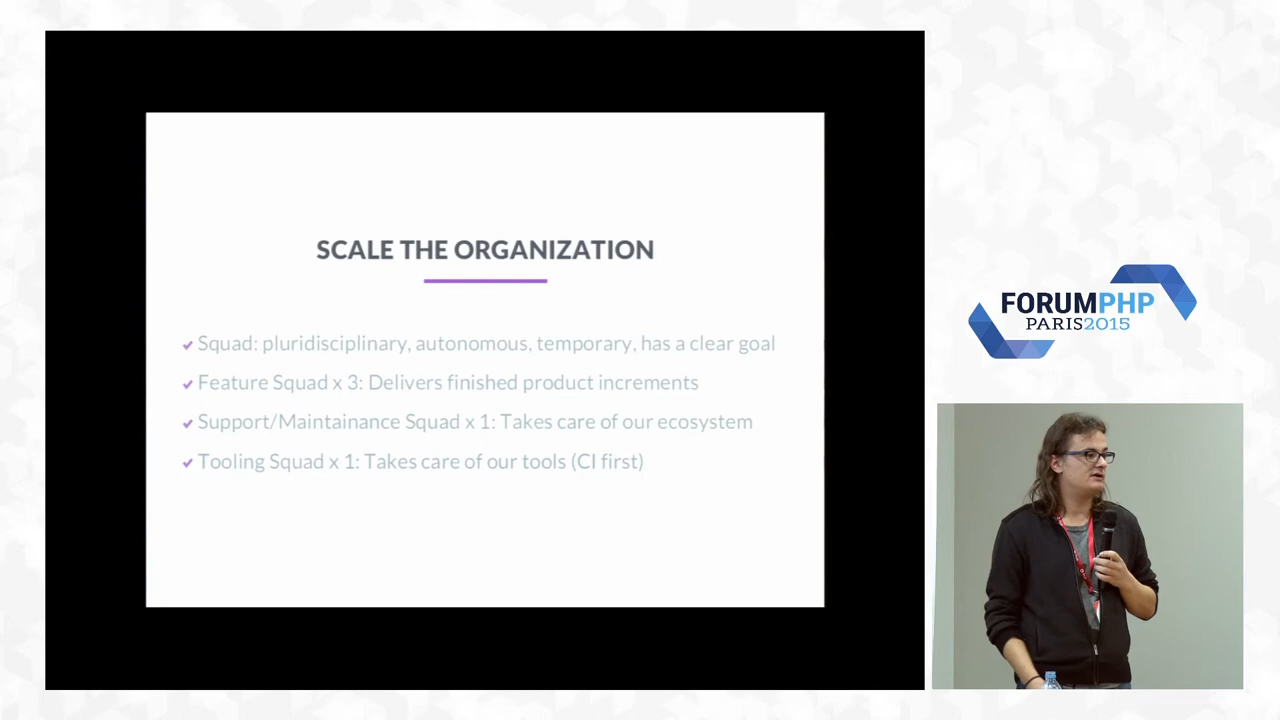 SCALE THE ORGANIZATION
Squad: pluridisciplinary, autonomous, temporary, has a clear goal
Feature Squad x 3: Delivers finished product increments
Support/Maintainance Squad x 1: Takes care of our ecosystem
Tooling Squad x 1: Takes care of our tools (CI first)
FORUMPHP
PARIS2015